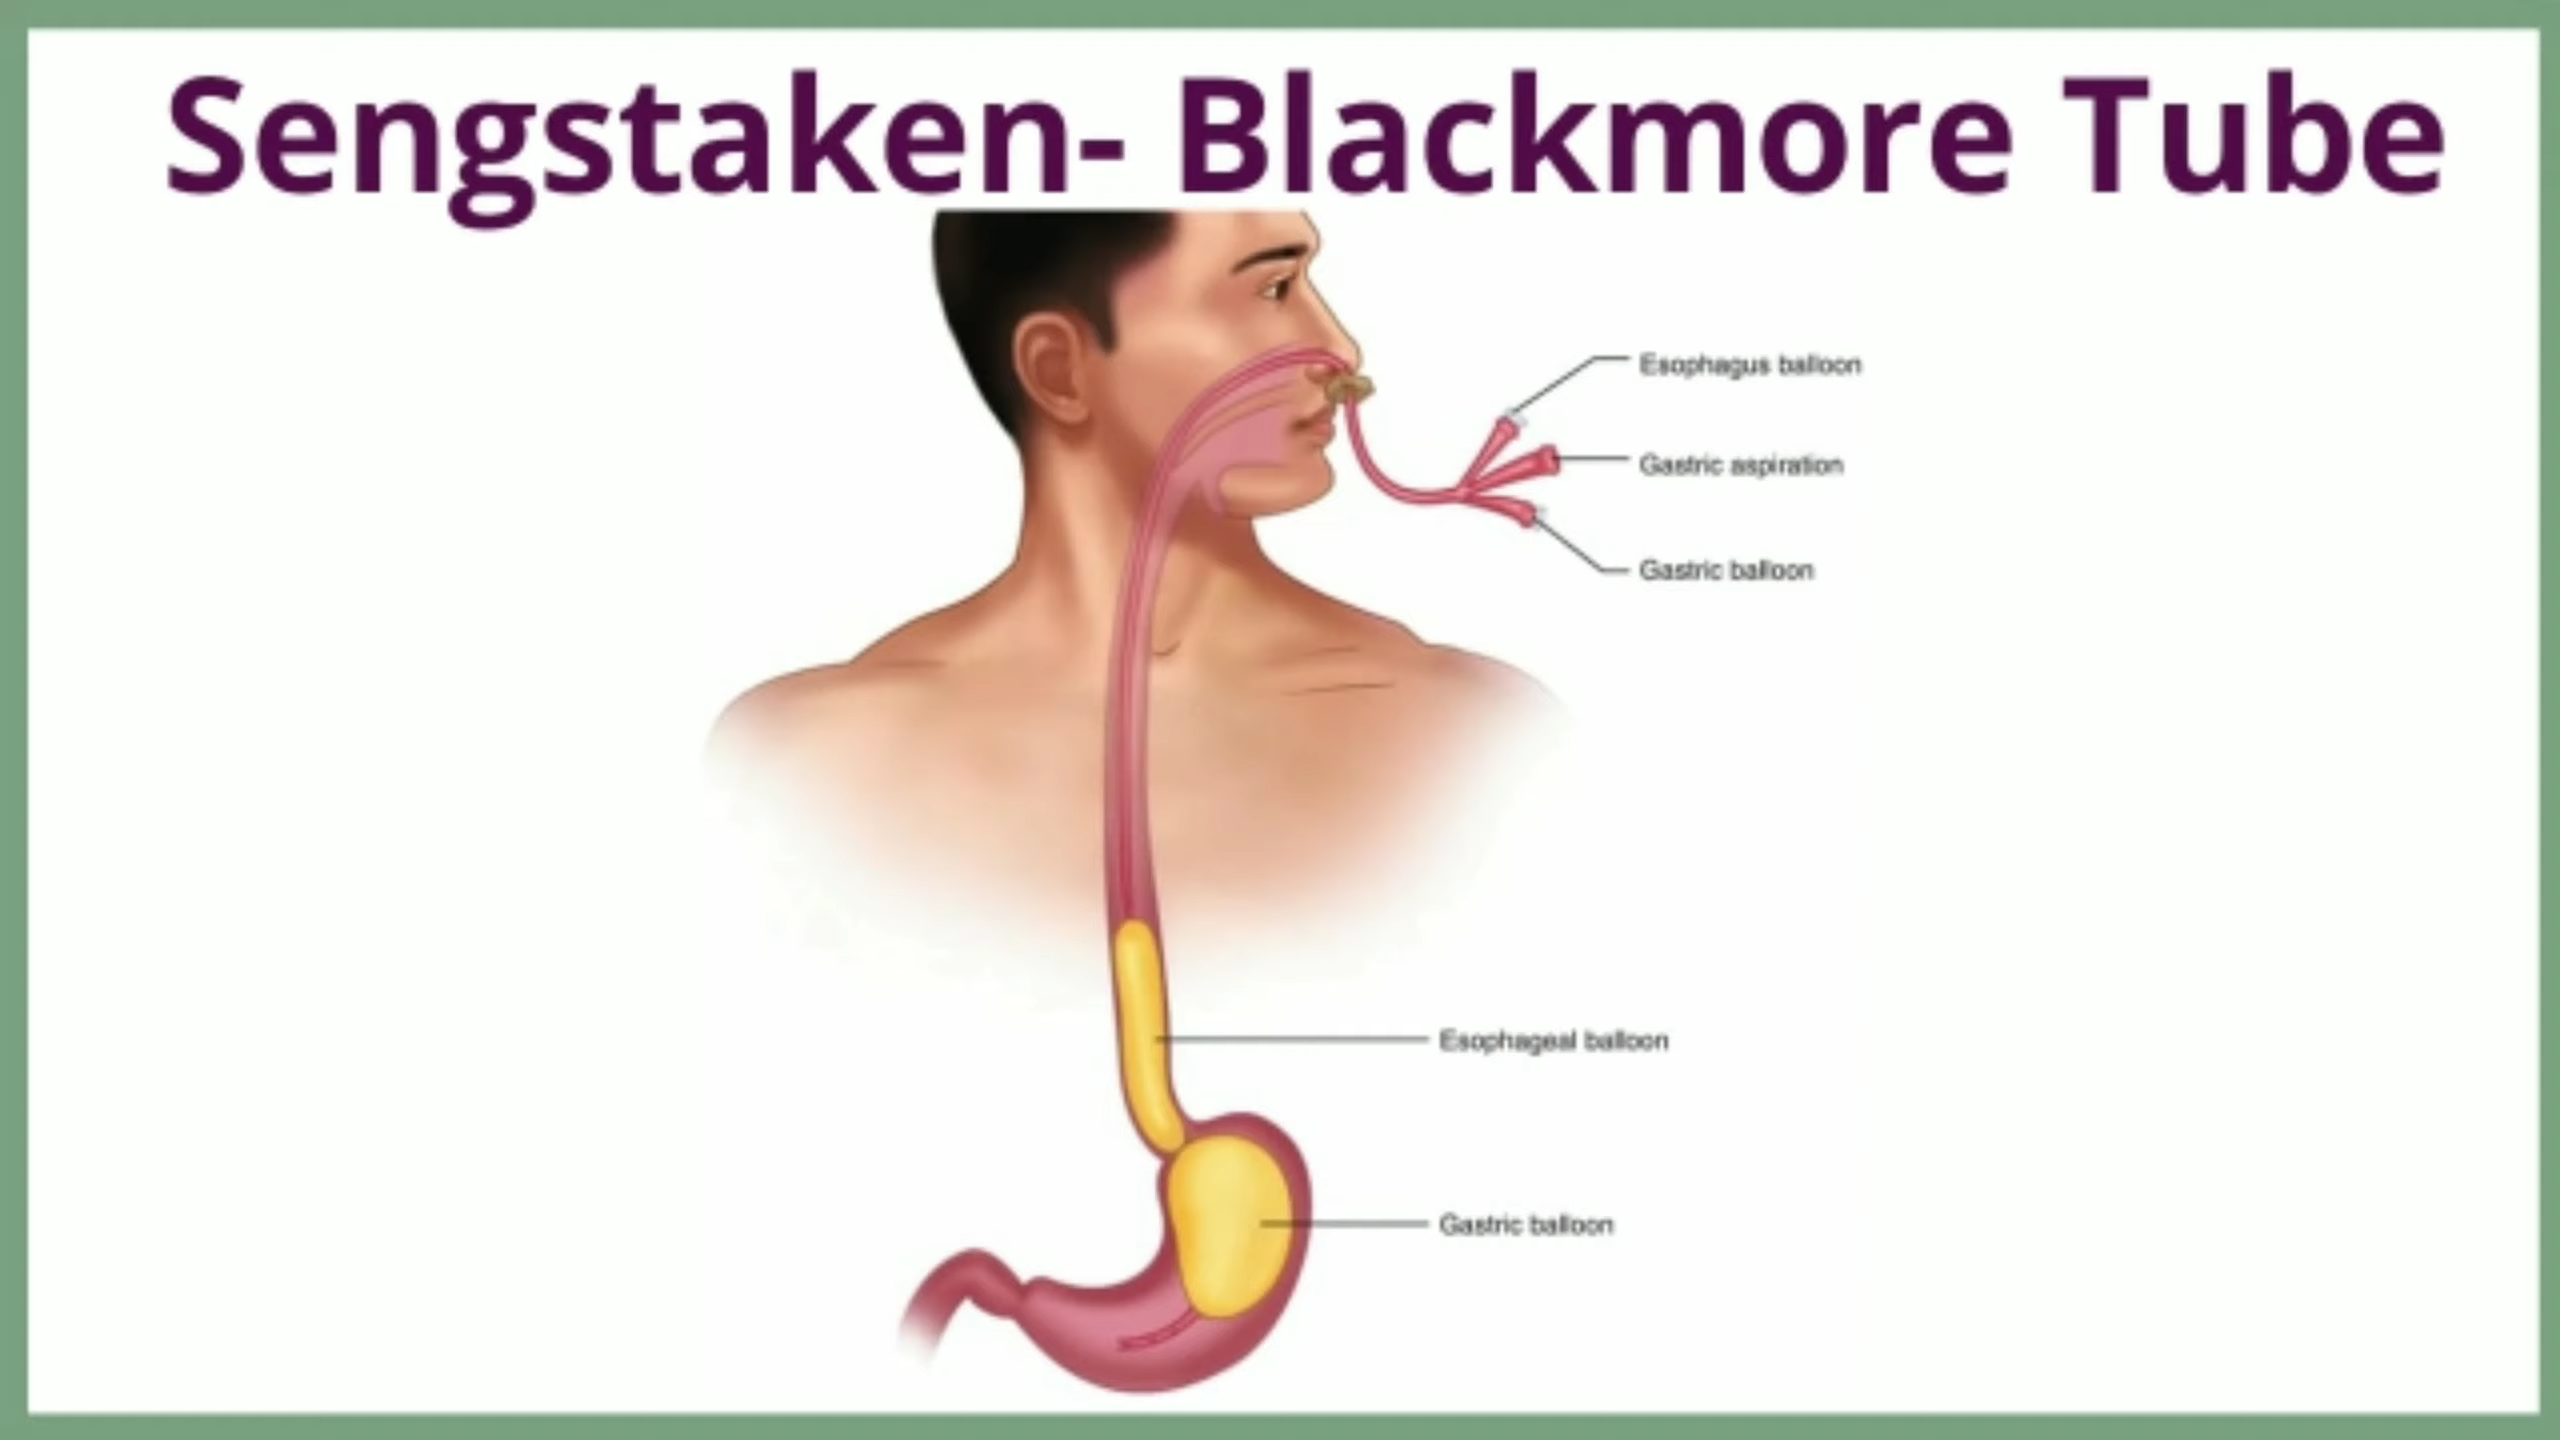 Sengstaken- Blackmore Tube
Esophagus balloon
Gastric aspiration
Gastric balloon
Esophageal balloon
Gastric balloon